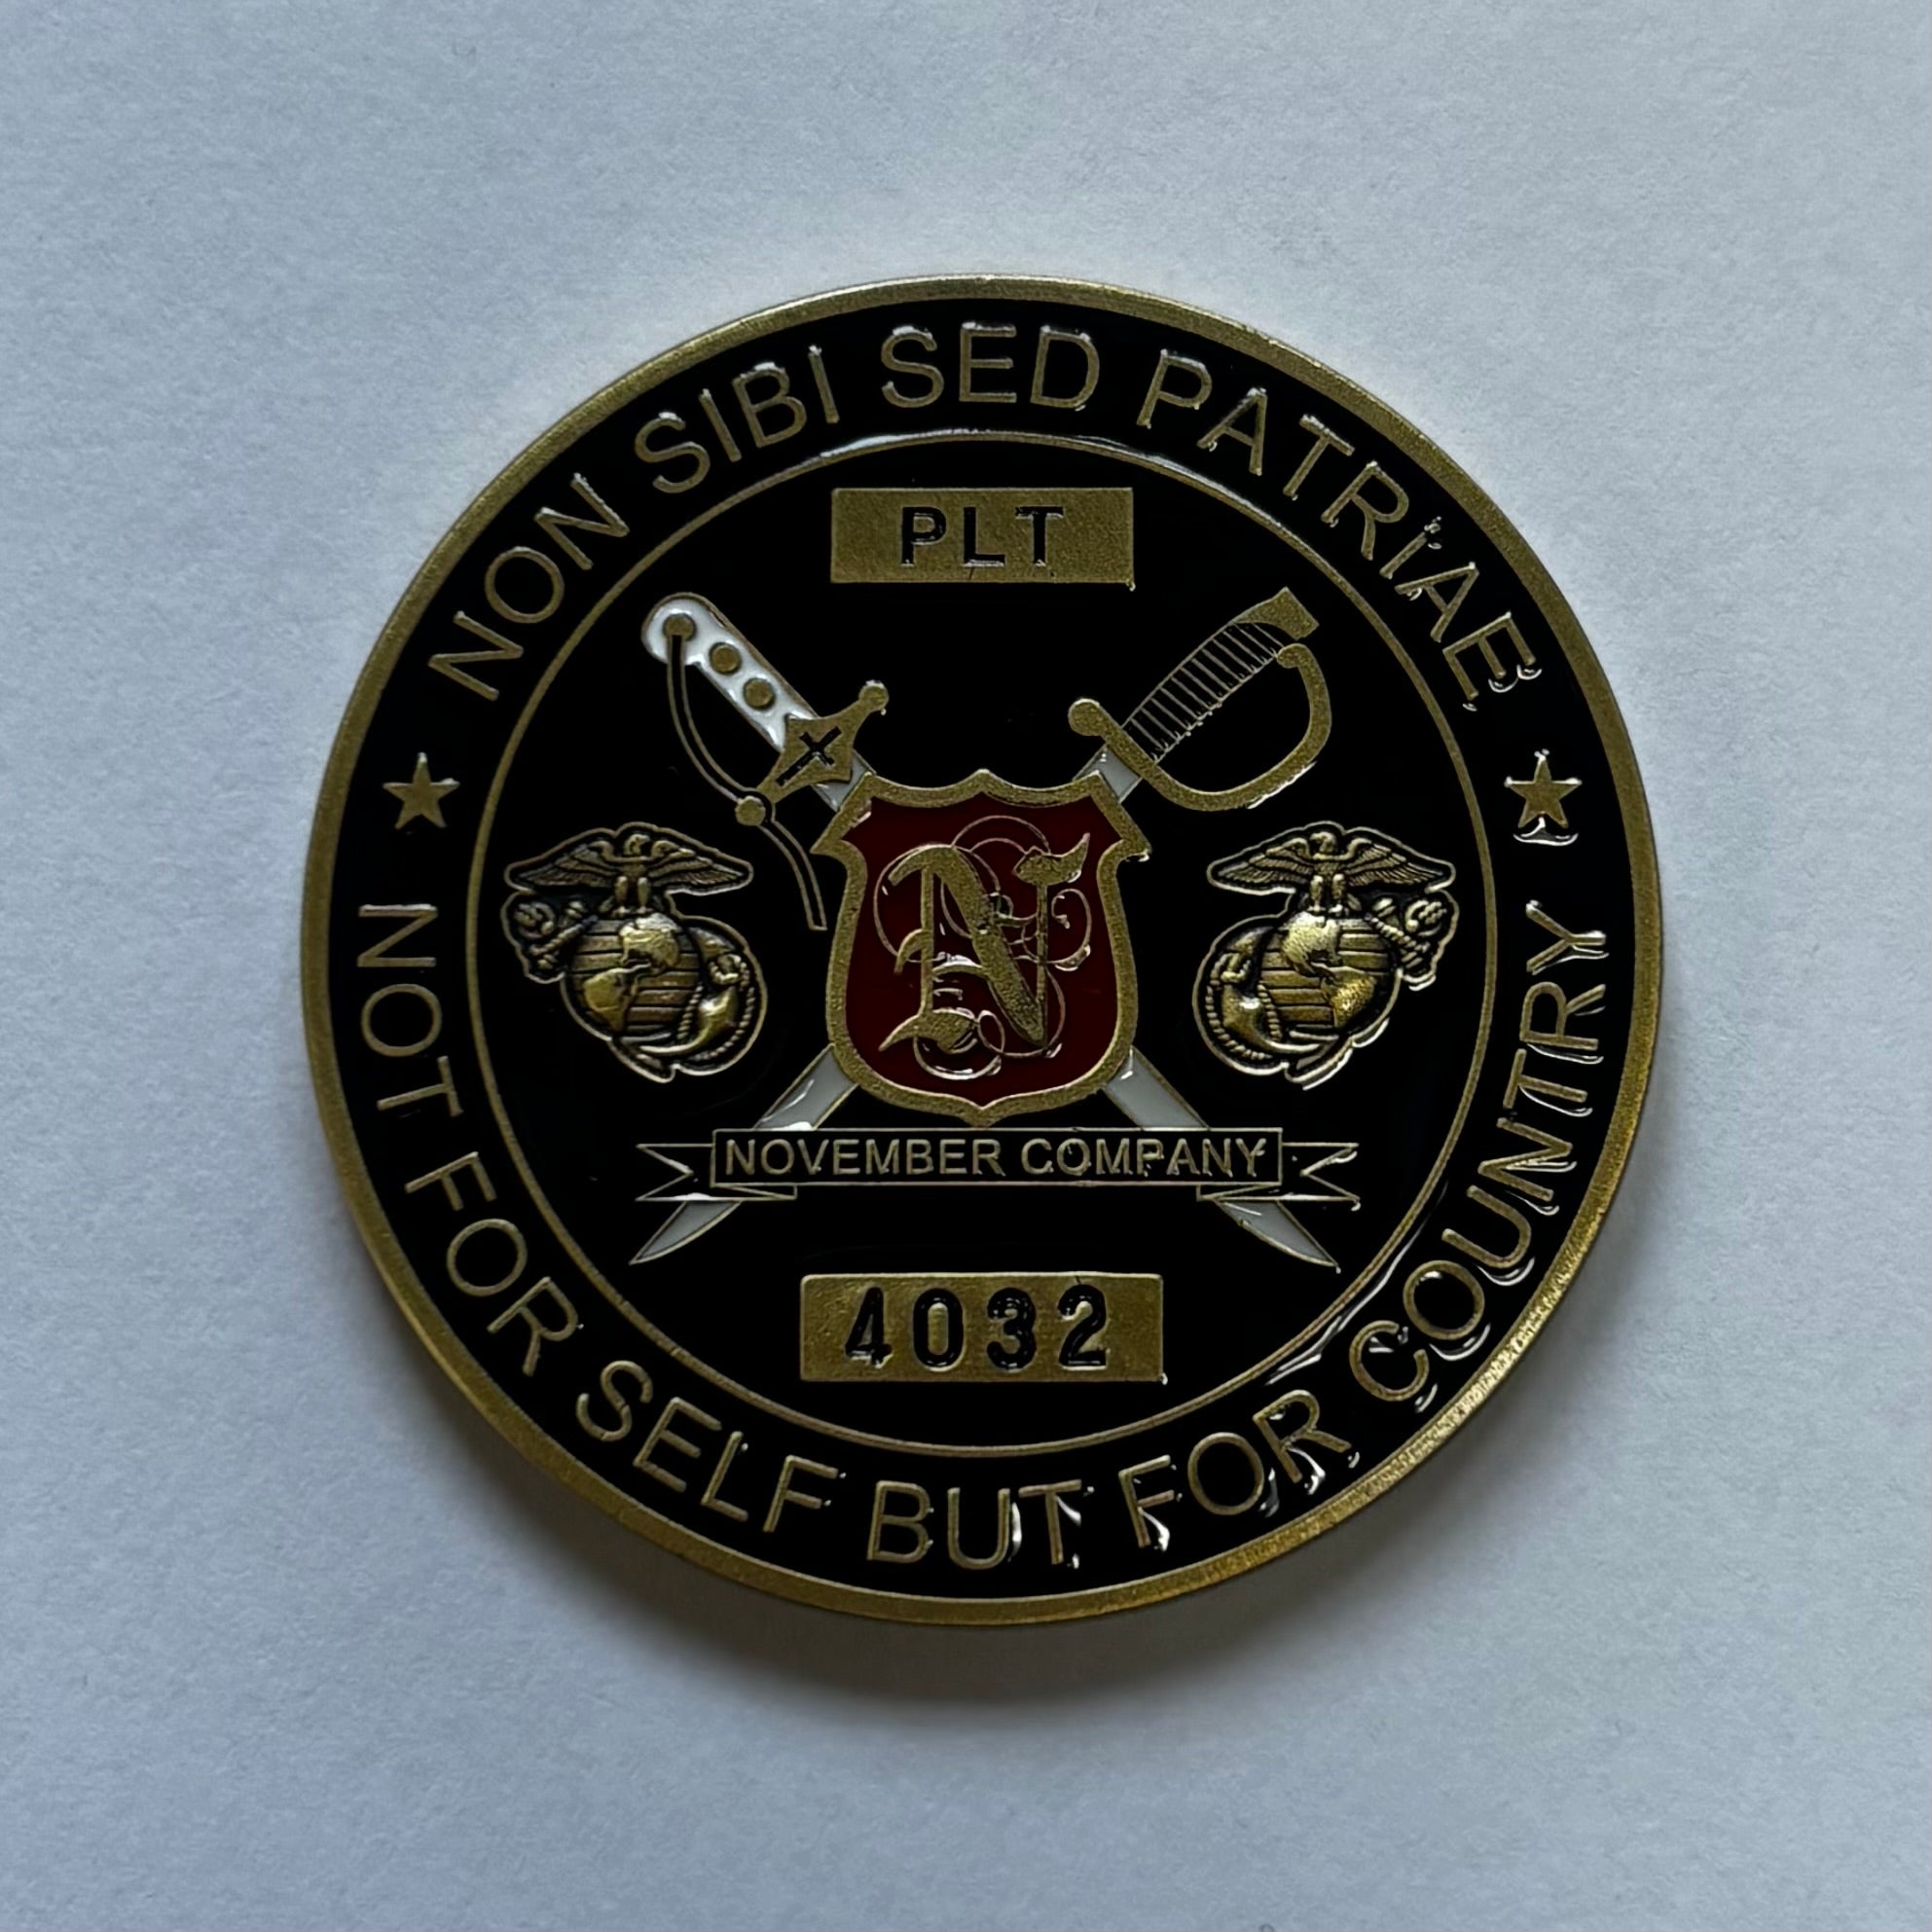 NON SIBI SED PATRIAE
PLT
N
NOVEMBER COMPANY
4032
NOT FOR SELF BUT FOR COUNTRY